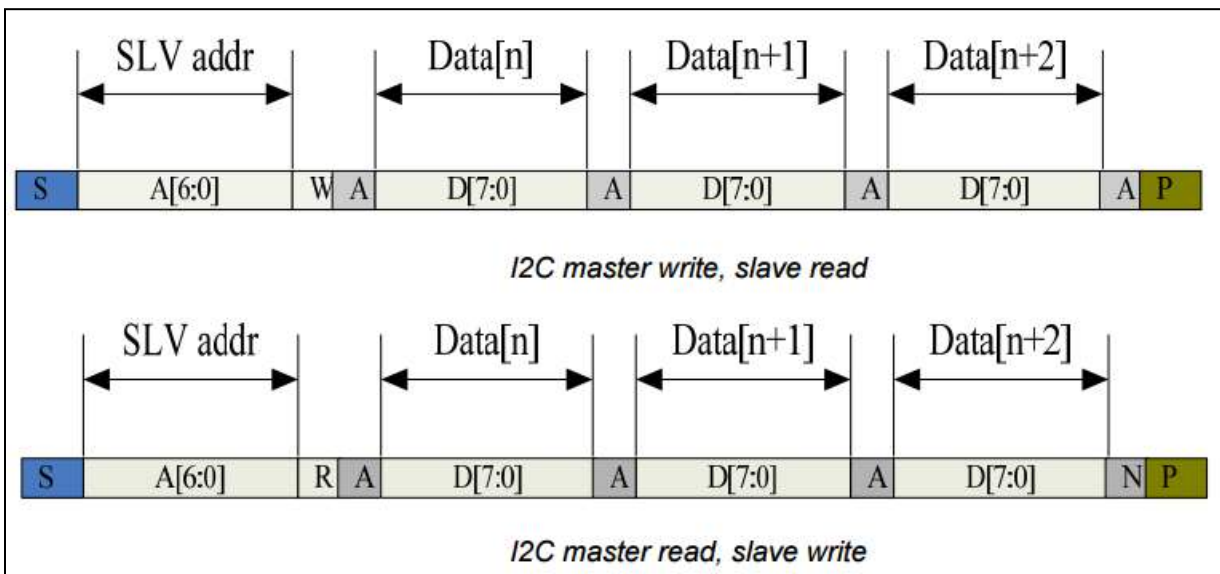 SLV addr Data[n] Data[n+1] Data[n+2]
S A[6:0] W A D[7:0] A D[7:0] A D[7:0] A P
I2C master write, slave read
SLV addr Data[n] Data[n+1] Data[n+2]
S A[6:0] R A D[7:0] A D[7:0] A D[7:0] N P
I2C master read, slave write